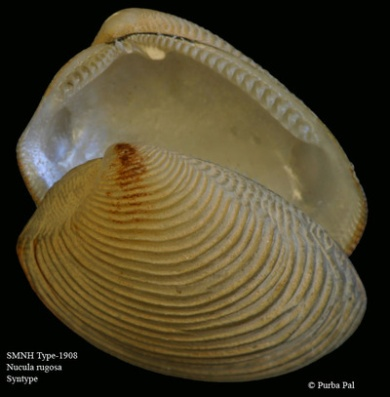 SMNH Type-1908
Nucula rugosa
Syntype
© Purba Pal